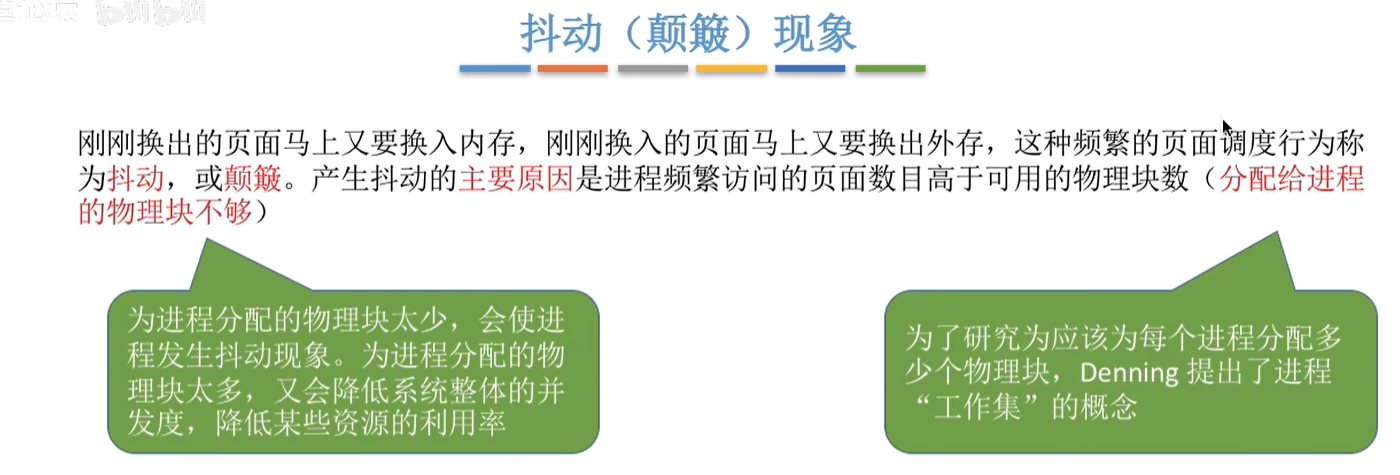 抖动（颠簸）现象
刚刚换出的页面马上又要换入内存，刚刚换入的页面马上又要换出外存，这种频繁的页面调度行为称
为抖动，或颠簸。产生抖动的主要原因是进程频繁访问的页面数目高于可用的物理块数（分配给进程
的物理块不够）
为进程分配的物理块太少，会使进
程发生抖动现象。为进程分配的物
理块太多，又会降低系统整体的并
发度，降低某些资源的利用率
为了研究为应该为每个进程分配多
少个物理块，Denning 提出了进程
“工作集”的概念